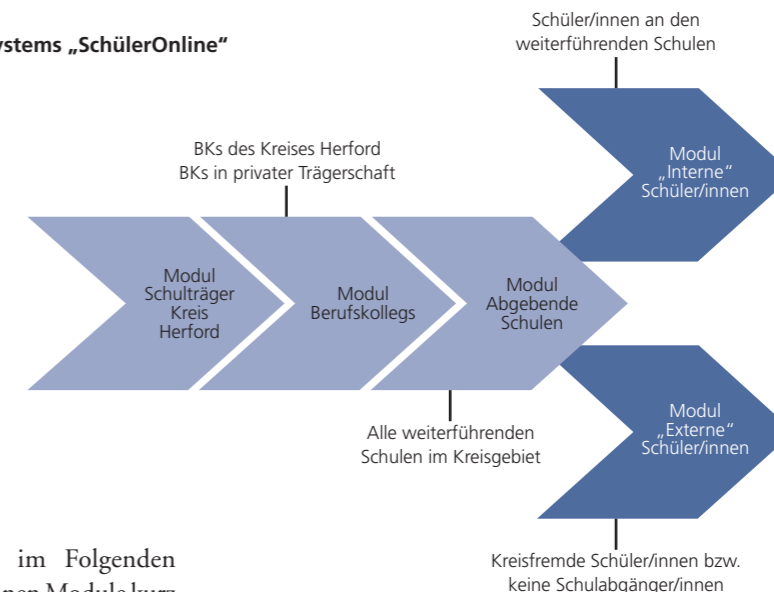 Schüler/innen an den
weiterführenden Schulen
„SchülerOnline“
BKs des Kreises Herford
BKs in privater Trägerschaft
Modul
„Interne“
Schüler/innen
Modul
Schulträger
Kreis
Herford
Modul
Berufskollegs
Modul
Abgebende
Schulen
Alle weiterführenden
Schulen im Kreisgebiet
Modul
„Externe“
Schüler/innen
im Folgenden
Module kurz
Kreisfremde Schüler/innen bzw.
keine Schulabgänger/innen